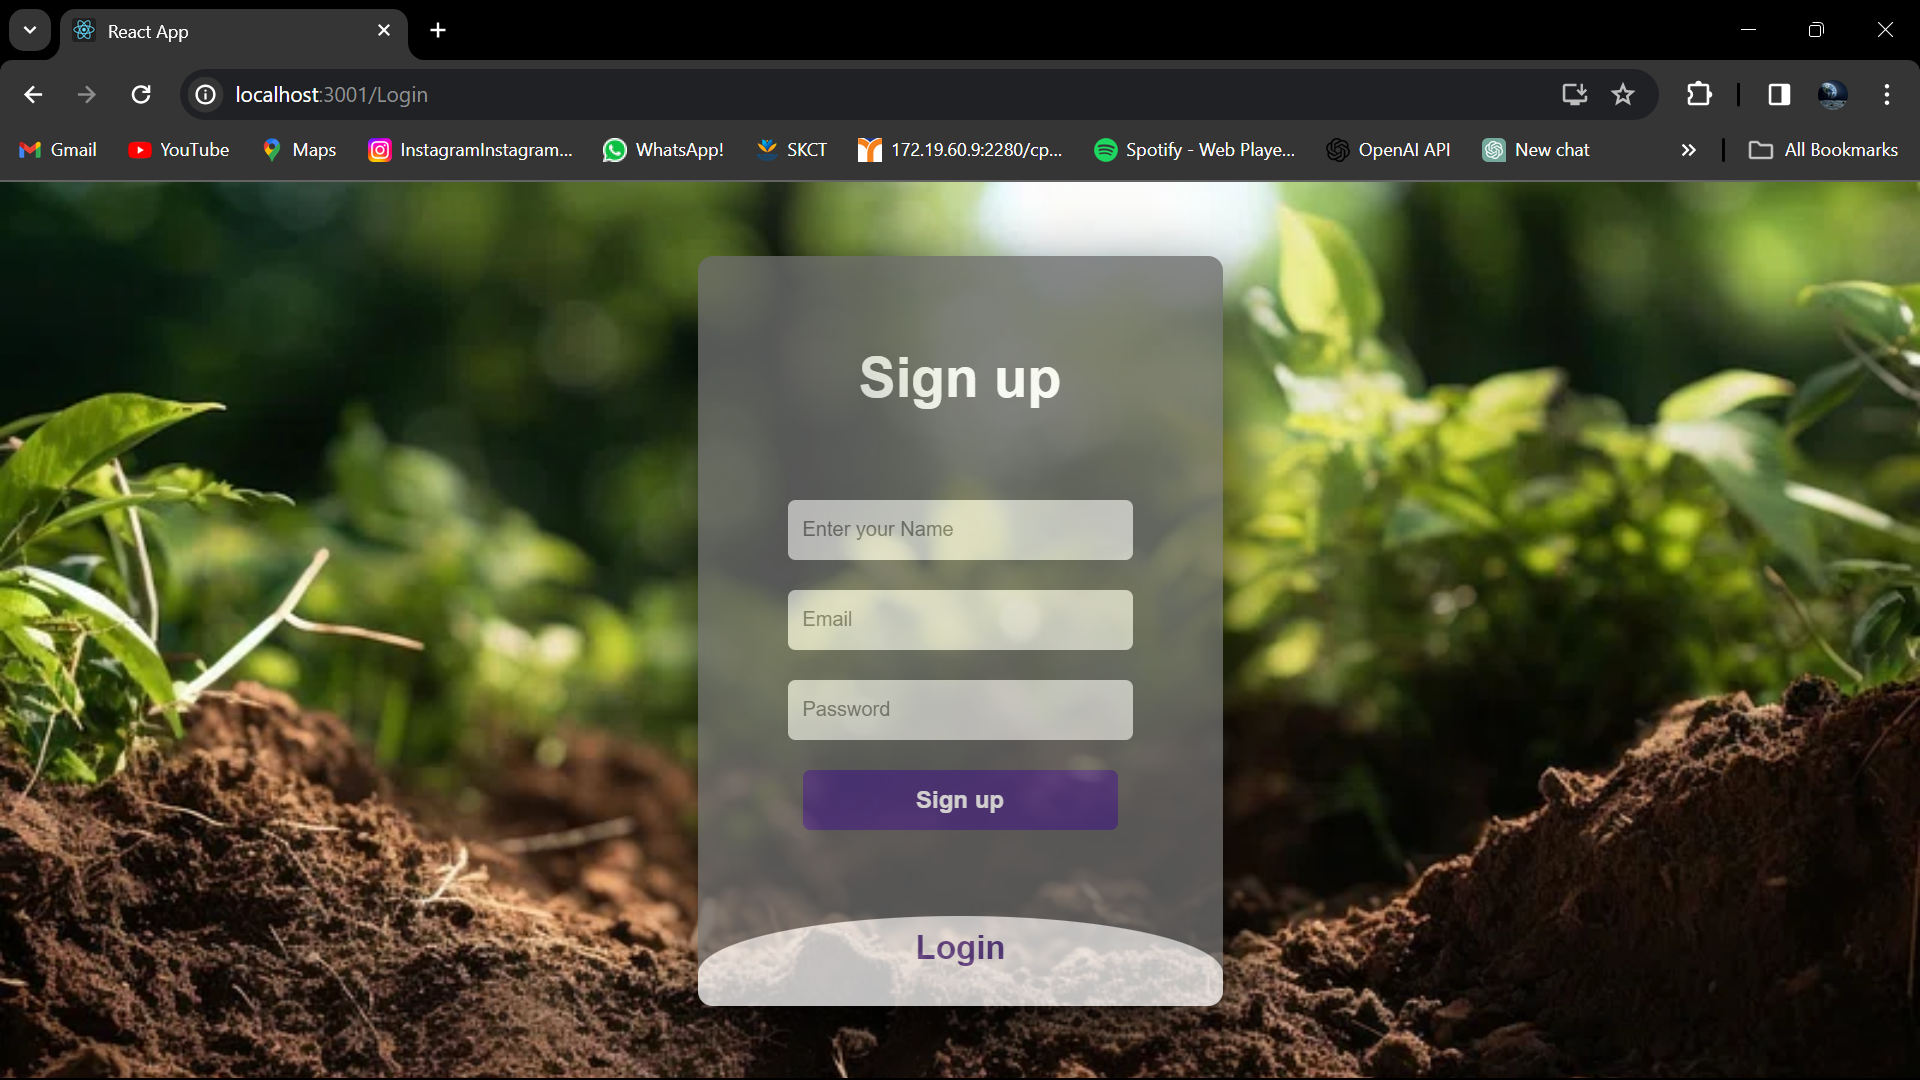 React App
localhost:3001/Login
Gmail YouTube Maps InstagramInstagram... WhatsApp! SKCT 172.19.60.9:2280/cp... Spotify - Web Playe... OpenAI API New chat » All Bookmarks
Sign up
Enter your Name
Email
Password
Sign up
Login